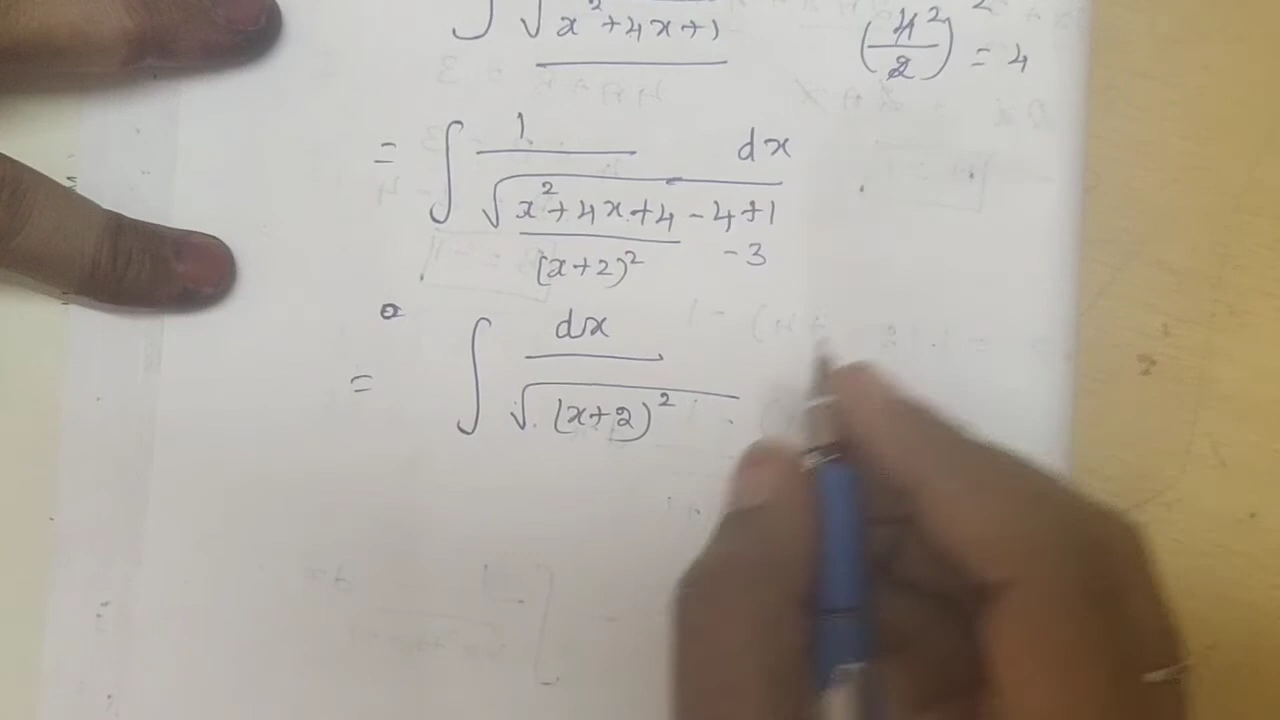 ∫ √x²+4x+1
(4/2)² = 4
= ∫ 1/√(x²+4x+4-4+1) dx
(x+2)² -3
= ∫ dx/√(x+2)²